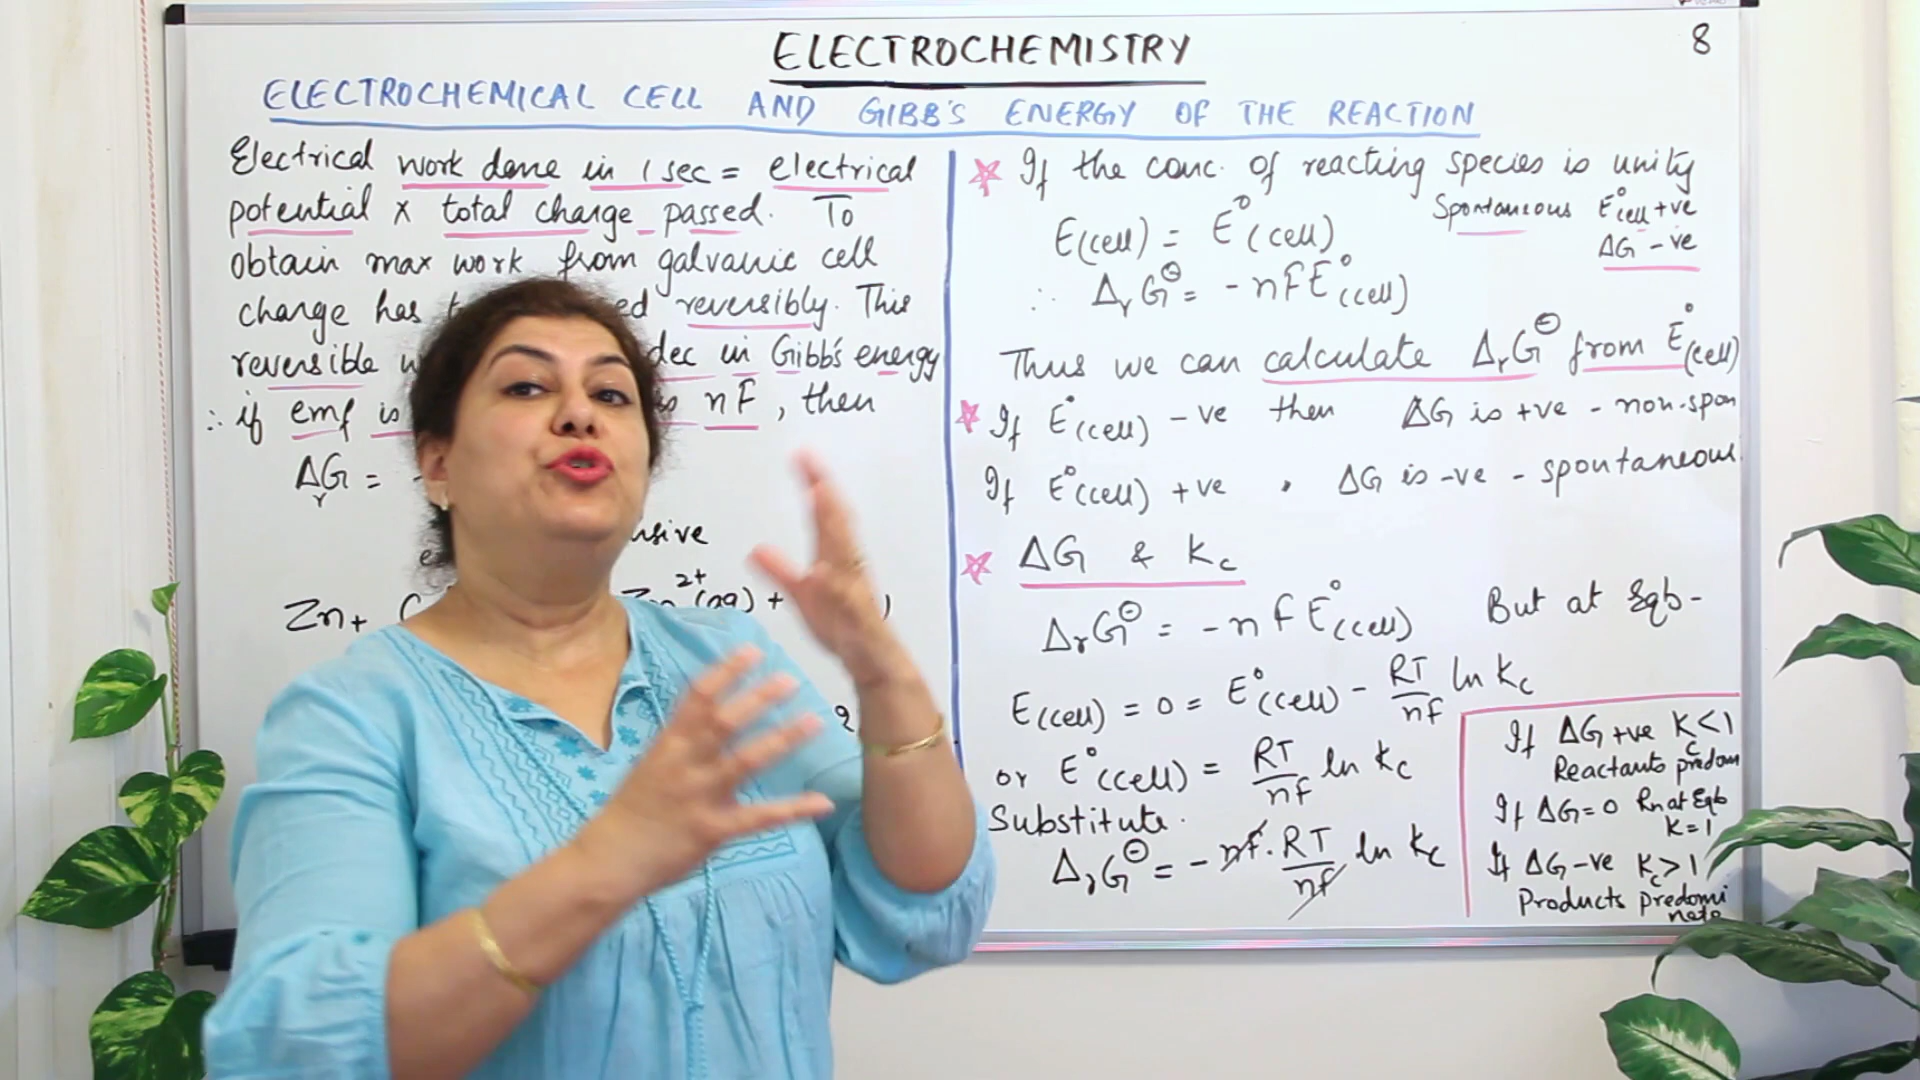 ELECTROCHEMISTRY
8
ELECTROCHEMICAL CELL AND GIBB'S ENERGY OF THE REACTION
Electrical work done in 1 sec = electrical
potential x total charge passed. To
obtain max work from galvanic cell
charge has ed reversibly. This
reversible dec in Gibb's energy
∴ if emf is nF, then
ΔrG = -
Zn + Zn2+(aq) +
☆ If the conc. of reacting species is unity
E(cell) = E°(cell)
Spontaneous E°cell +ve
ΔG -ve
∴ ΔrG⊖ = - nFE°(cell)
Thus we can calculate ΔrG⊖ from E°(cell)
☆ If E°(cell) -ve then ΔG is +ve - non-spon
If E°(cell) +ve , ΔG is -ve - spontaneous.
☆ ΔG & Kc
ΔrG⊖ = - n F E°(cell) But at Eqb-
E(cell) = 0 = E°(cell) - RT/nF ln Kc
or E°(cell) = RT/nf ln Kc
Substitute.
ΔrG⊖ = - nf. RT/nf ln Kc
If ΔG +ve Kc < 1
Reactants predom
If ΔG = 0 Rn at Eqb
K = 1
If ΔG -ve Kc > 1
Products predomi
nate